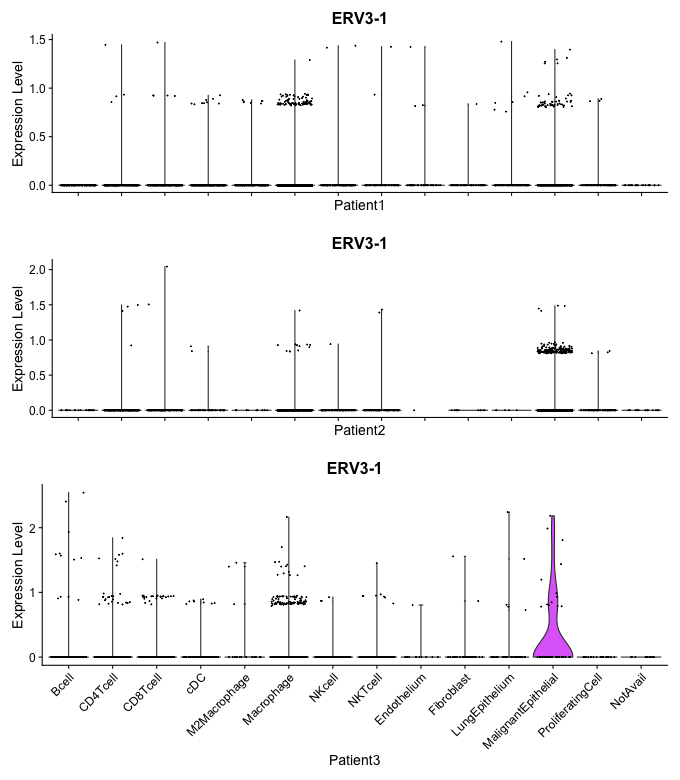 ERV3-1
Expression Level
1.5
1.0
0.5
0.0
Patient1
ERV3-1
Expression Level
2.0
1.5
1.0
0.5
0.0
Patient2
ERV3-1
Expression Level
2
1
0
Bcell
CD4Tcell
CD8Tcell
cDC
M2Macrophage
Macrophage
NKcell
NKTcell
Endothelium
Fibroblast
LungEpithelium
MalignantEpithelial
ProliferatingCell
NotAvail
Patient3